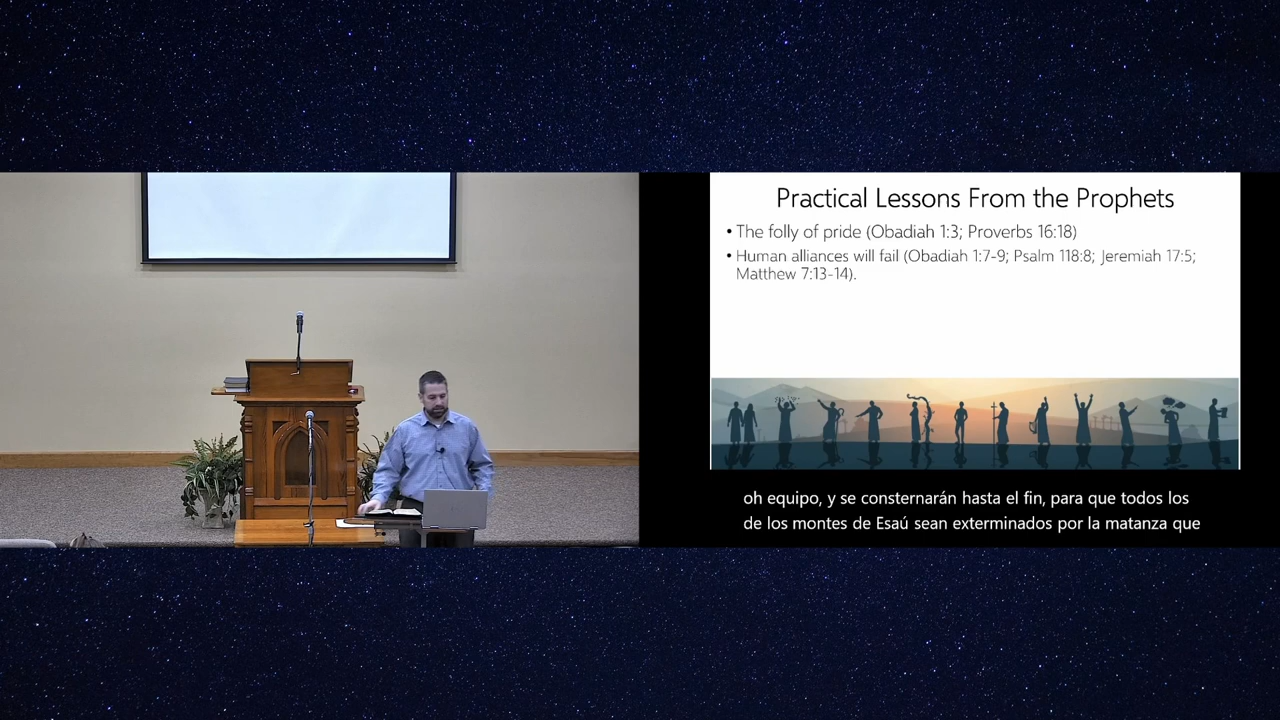 Practical Lessons From the Prophets
• The folly of pride (Obadiah 1:3; Proverbs 16:18)
• Human alliances will fail (Obadiah 1:7-9; Psalm 118:8; Jeremiah 17:5;
Matthew 7:13-14).
oh equipo, y se consternarán hasta el fin, para que todos los
de los montes de Esaú sean exterminados por la matanza que